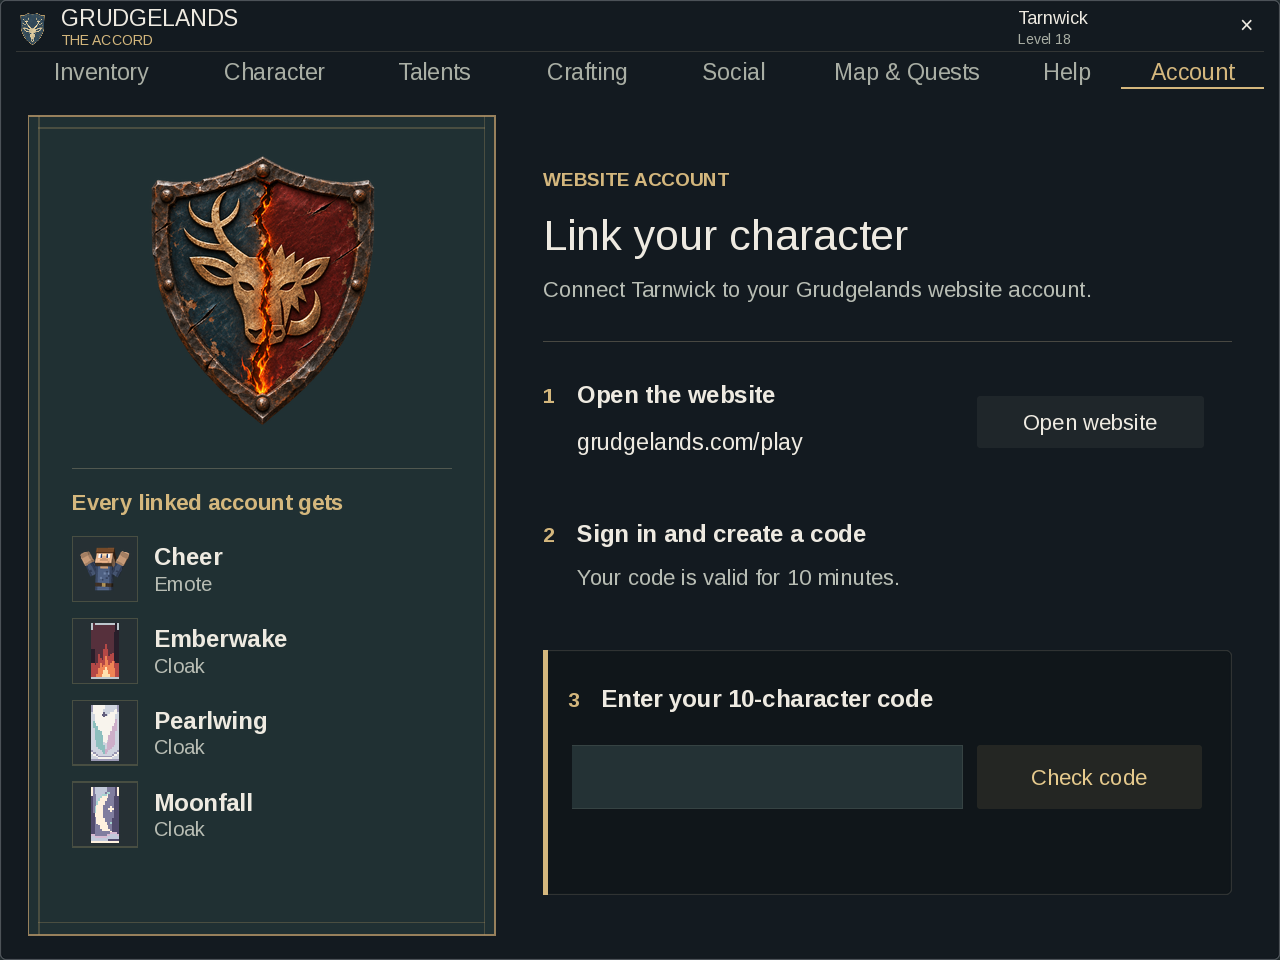 GRUDGELANDS
THE ACCORD
Tarnwick
Level 18
×
Inventory
Character
Talents
Crafting
Social
Map & Quests
Help
Account
Every linked account gets
Cheer
Emote
Emberwake
Cloak
Pearlwing
Cloak
Moonfall
Cloak
WEBSITE ACCOUNT
Link your character
Connect Tarnwick to your Grudgelands website account.
1 Open the website
grudgelands.com/play
Open website
2 Sign in and create a code
Your code is valid for 10 minutes.
3 Enter your 10-character code
Check code